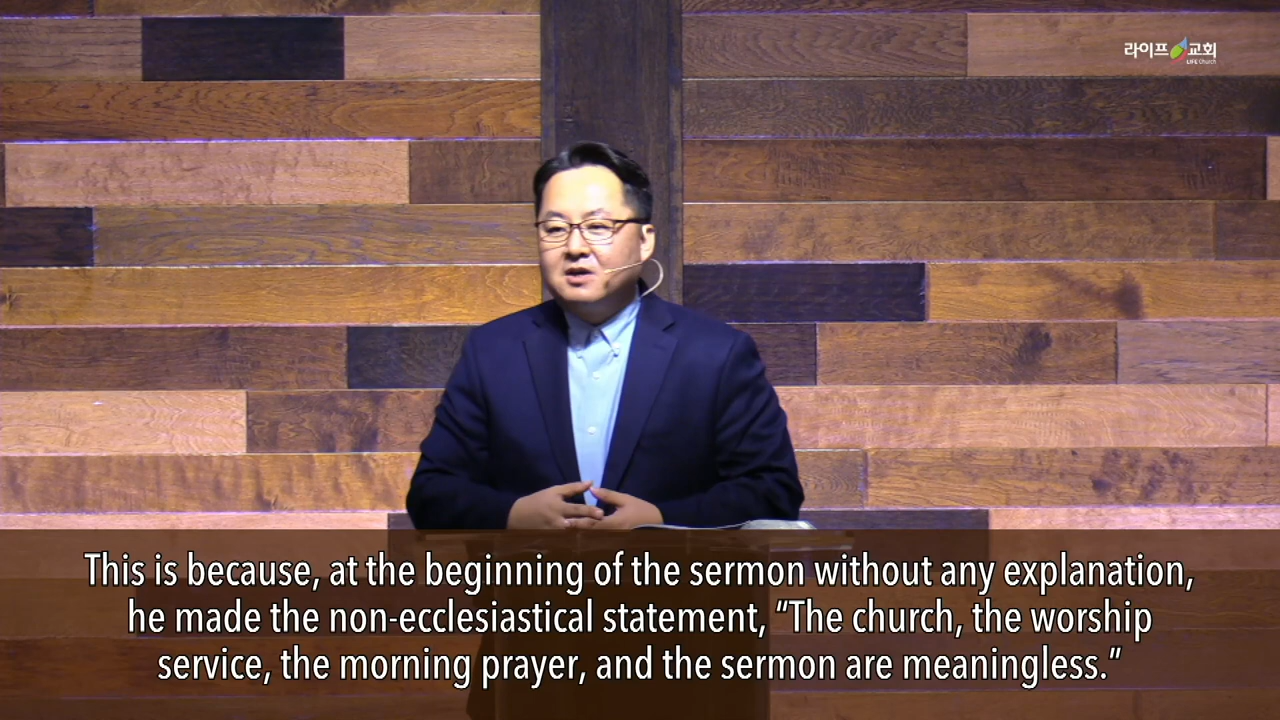 라이프교회
LIFE Church
This is because, at the beginning of the sermon without any explanation,
he made the non-ecclesiastical statement, “The church, the worship
service, the morning prayer, and the sermon are meaningless.”